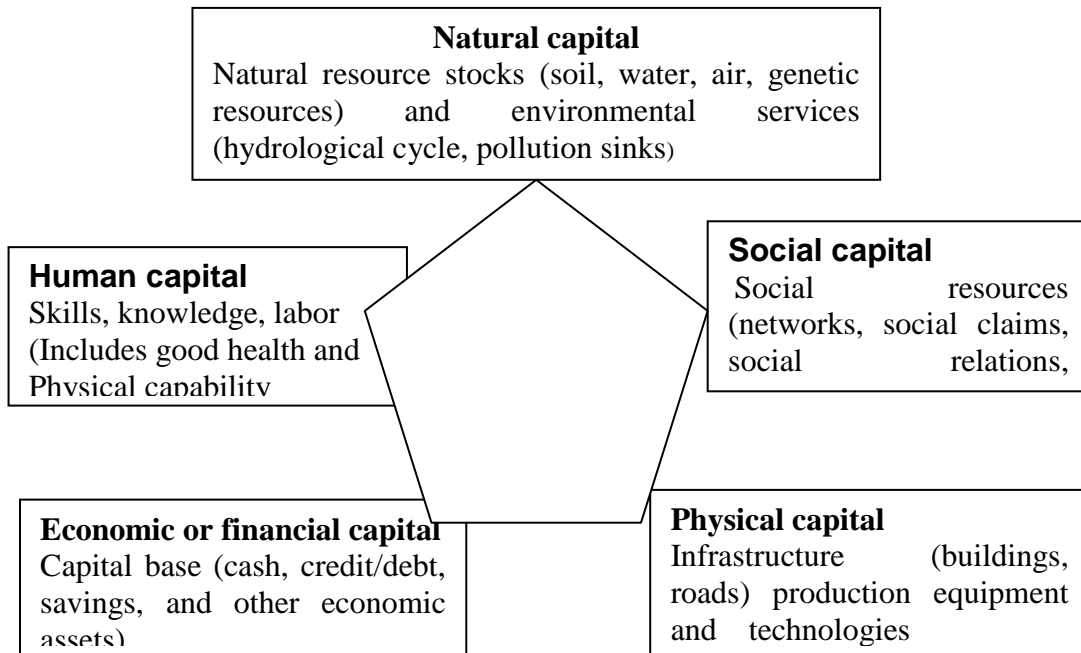 Natural capital
Natural resource stocks (soil, water, air, genetic
resources) and environmental services
(hydrological cycle, pollution sinks)
Human capital
Skills, knowledge, labor
(Includes good health and
Physical capability
Social capital
Social resources
(networks, social claims,
social relations,
Economic or financial capital
Capital base (cash, credit/debt,
savings, and other economic
assets)
Physical capital
Infrastructure (buildings,
roads) production equipment
and technologies